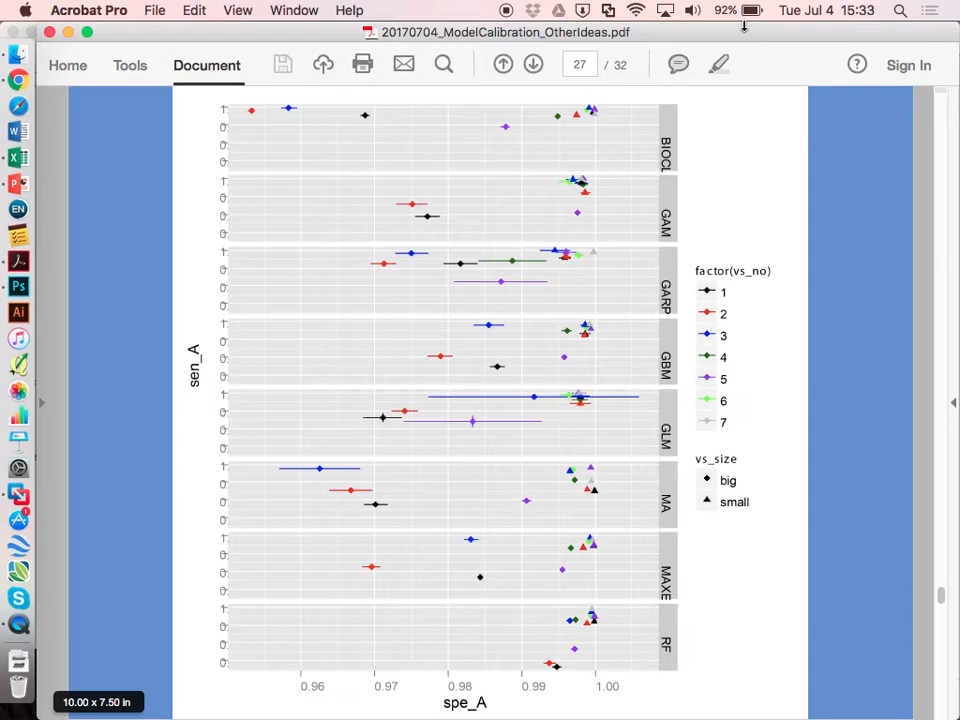 Acrobat Pro File Edit View Window Help 92% Tue Jul 4 15:33
20170704_ModelCalibration_OtherIdeas.pdf
Home Tools Document 27 / 32 Sign In
BIOCL
GAM
GARP
GBM
GLM
MA
MAXE
RF
sen_A
0.96 0.97 0.98 0.99 1.00
spe_A
factor(vs_no)
1
2
3
4
5
6
7
vs_size
big
small
10.00 x 7.50 in